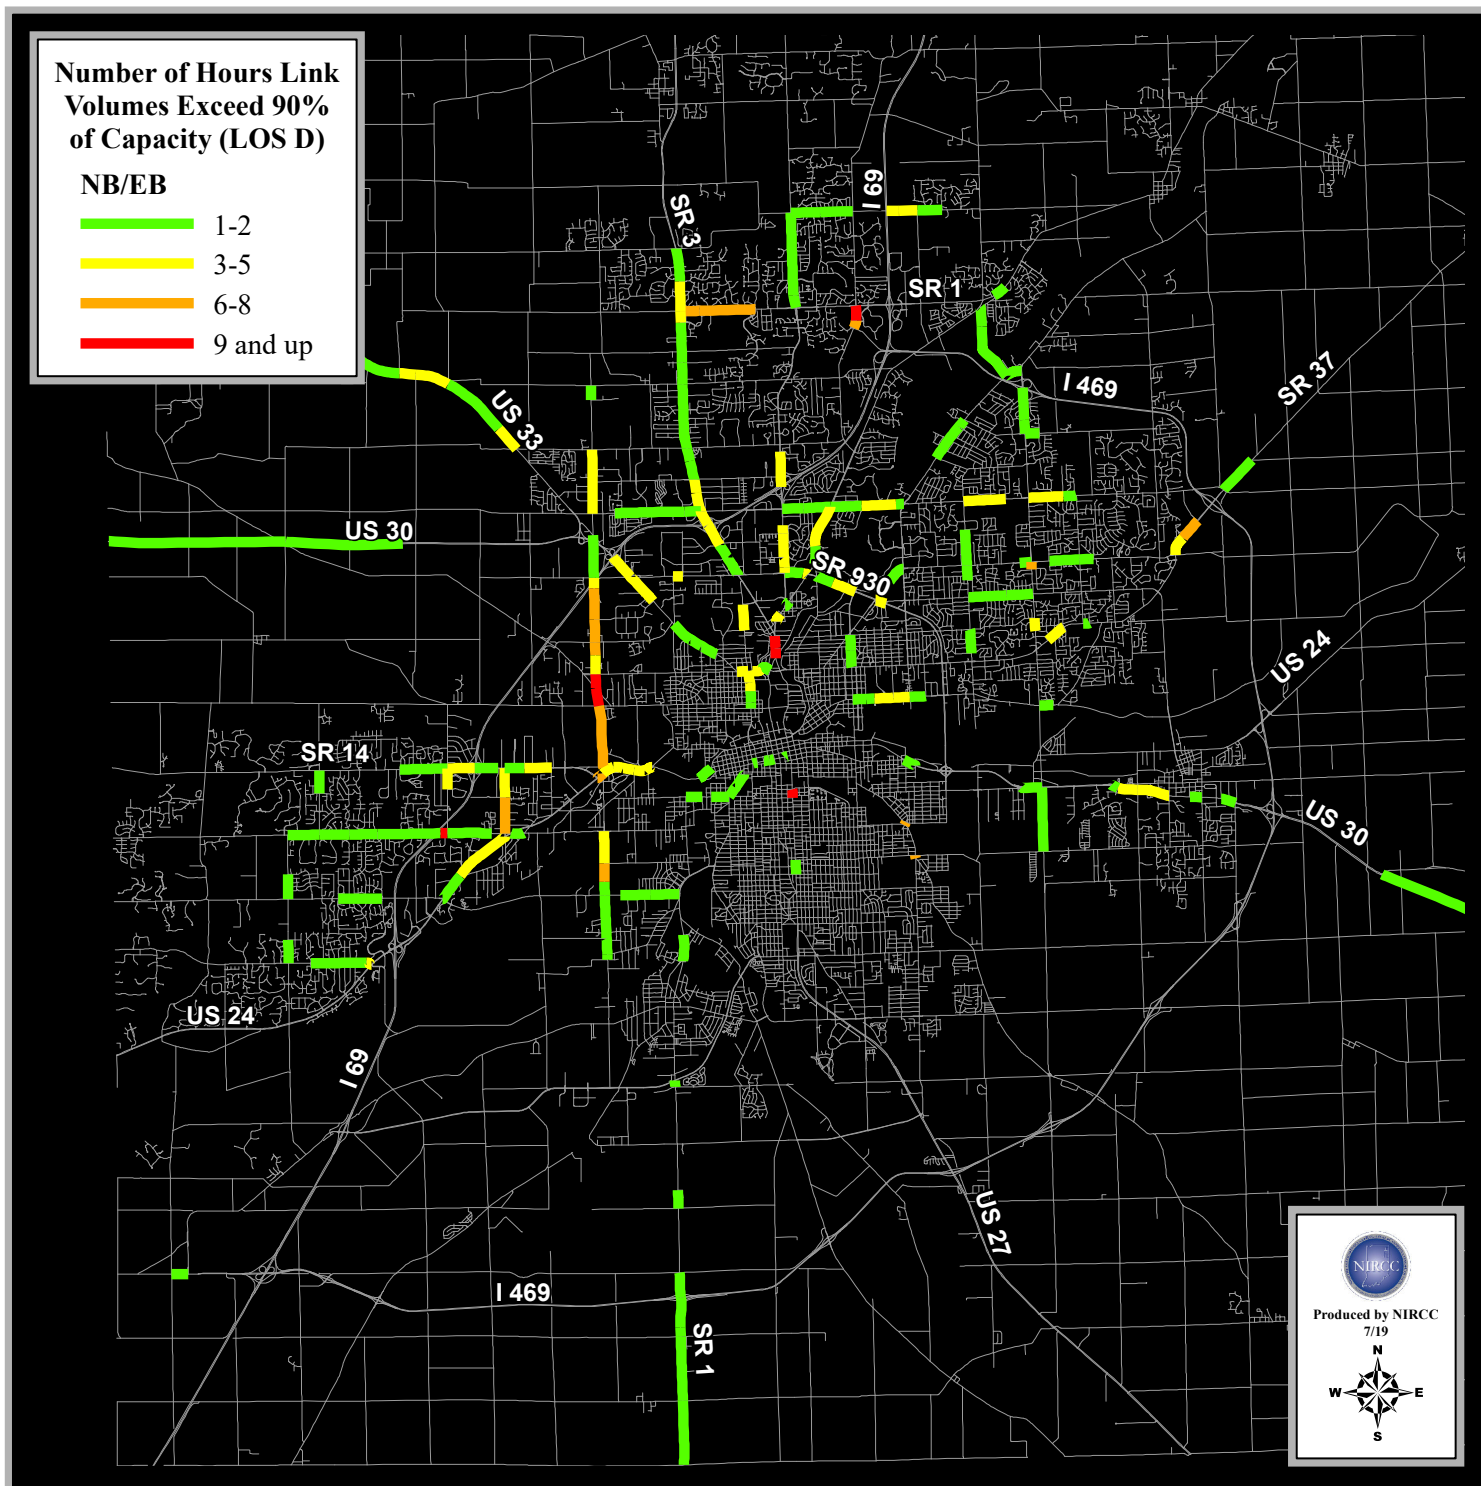 Number of Hours Link
Volumes Exceed 90%
of Capacity (LOS D)
NB/EB
1-2
3-5
6-8
9 and up
SR 3
I 69
SR 1
I 469
SR 37
US 33
US 30
SR 930
US 24
SR 14
US 30
US 24
I 69
US 27
I 469
SR 1
NIRCC
Produced by NIRCC
7/19
N
W
E
S